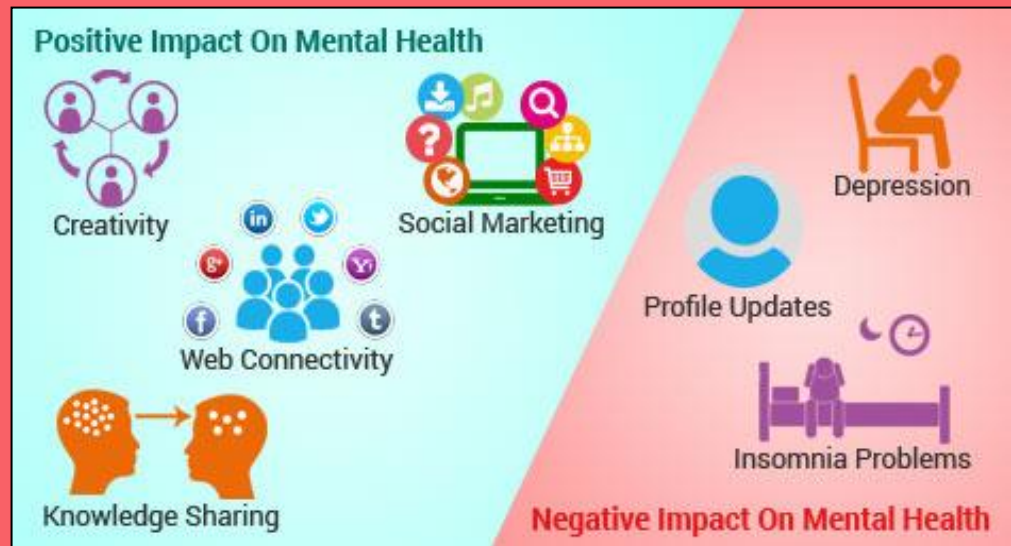 Positive Impact On Mental Health
Creativity
Social Marketing
in
g+
Y!
f
t
Web Connectivity
Knowledge Sharing
?
Depression
Profile Updates
Insomnia Problems
Negative Impact On Mental Health